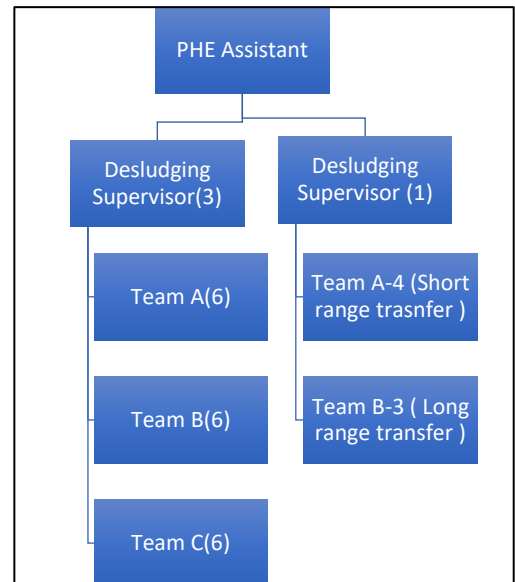 PHE Assistant
Desludging
Supervisor(3)
Team A(6)
Team B(6)
Team C(6)
Desludging
Supervisor (1)
Team A-4 (Short
range trasnfer )
Team B-3 ( Long
range transfer )